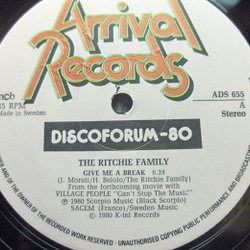 Arrival
Records
nch
45 RPM
Made in Sweden
ADS 655
A
Stereo
DISCOFORUM-80
THE RITCHIE FAMILY
GIVE ME A BREAK 6.24
(J. Morali/H. Belolo/The Ritchie Family)
From the forthcoming movie with
VILLAGE PEOPLE "Can't Stop The Music"
℗ 1980 Scorpio Music (Black Scorpio)
SACEM (France)/Sweden Music
© 1980 K-tel Records
OF THE RECORDED WORK RESERVED · UNAUTHORISED COPYING PUBLIC PERFORMANCE AND BROADCASTING